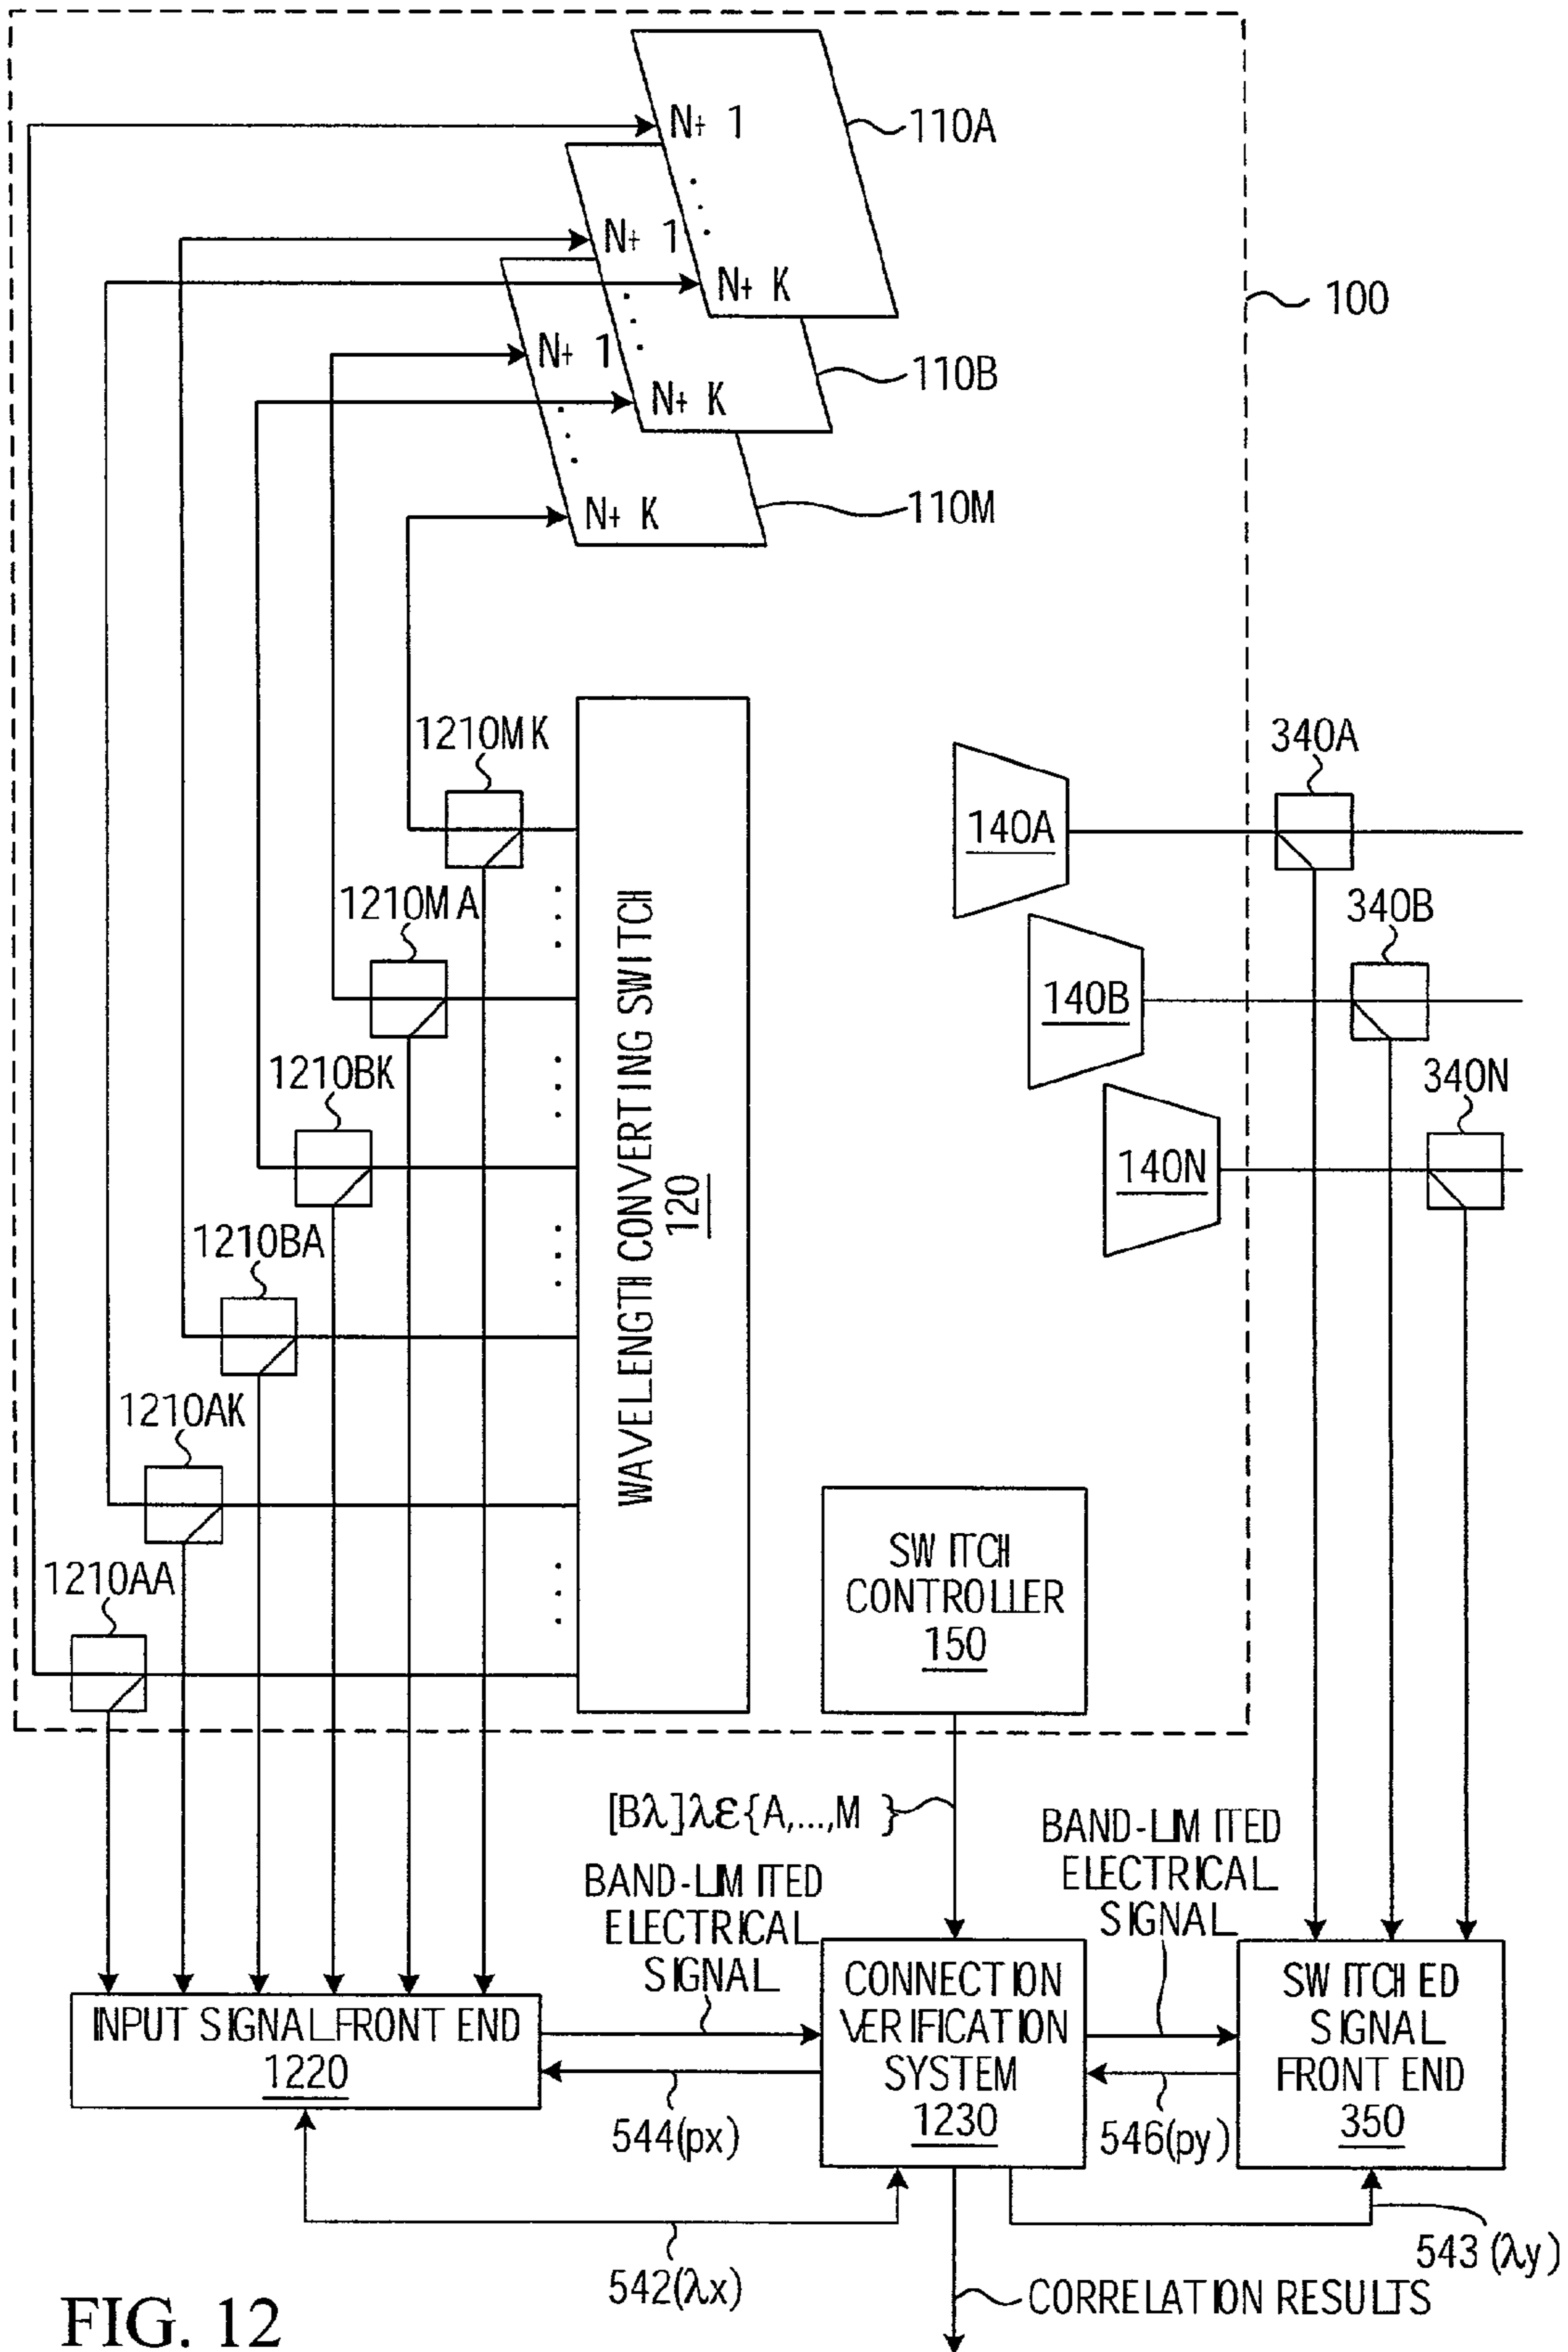 N+ 1
110A
N+ 1
N+ K
100
N+ 1
110B
N+ K
N+ K
110M
1210MK
340A
140A
1210MA
340B
140B
1210BK
340N
140N
WAVELENGTH CONVERTING SWITCH
120
1210BA
1210AK
SWITCH
CONTROLLER
150
1210AA
[Bλ]λε{A,...,M}
BAND-LIMITED
ELECTRICAL
SIGNAL
BAND-LIMITED
ELECTRICAL
SIGNAL
INPUT SIGNAL FRONT END
1220
CONNECTION
VERIFICATION
SYSTEM
1230
SWITCHED
SIGNAL
FRONT END
350
544(px)
546(py)
543(λy)
542(λx)
CORRELATION RESULTS
FIG. 12